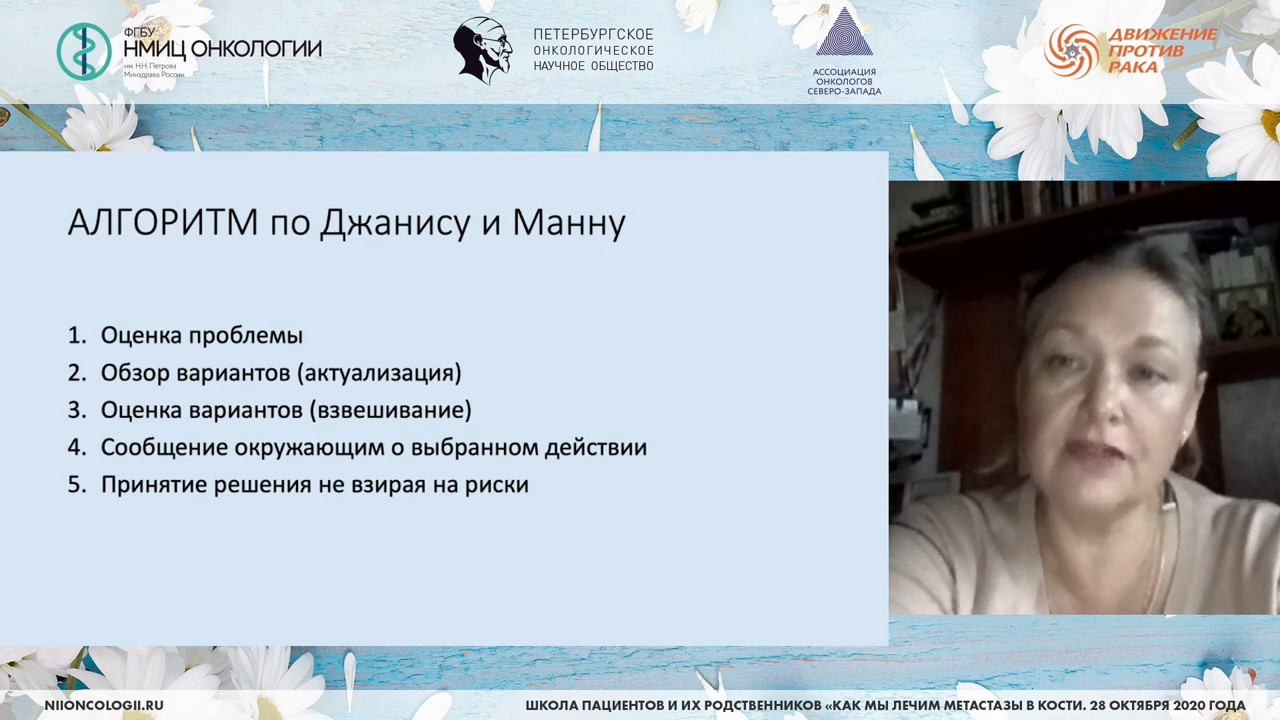 ФГБУ
НМИЦ ОНКОЛОГИИ
им. Н.Н. Петрова
Минздрава России
ПЕТЕРБУРГСКОЕ
ОНКОЛОГИЧЕСКОЕ
НАУЧНОЕ ОБЩЕСТВО
АССОЦИАЦИЯ
ОНКОЛОГОВ
СЕВЕРО-ЗАПАДА
ДВИЖЕНИЕ
ПРОТИВ
РАКА
АЛГОРИТМ по Джанису и Манну
1. Оценка проблемы
2. Обзор вариантов (актуализация)
3. Оценка вариантов (взвешивание)
4. Сообщение окружающим о выбранном действии
5. Принятие решения не взирая на риски
NIIONCOLOGII.RU
ШКОЛА ПАЦИЕНТОВ И ИХ РОДСТВЕННИКОВ «КАК МЫ ЛЕЧИМ МЕТАСТАЗЫ В КОСТИ. 28 ОКТЯБРЯ 2020 ГОДА